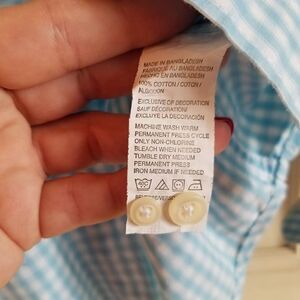 MADE IN BANGLADESH
FABRIQUÉ AU BANGLADESH
HECHO EN BANGLADESH
100% COTTON / COTON /
ALGODON
EXCLUSIVE OF DECORATION
SAUF DÉCORATION
EXCLUYE LA DECORACIÓN
MACHINE WASH WARM
PERMANENT PRESS CYCLE
ONLY NON-CHLORINE
BLEACH WHEN NEEDED
TUMBLE DRY MEDIUM
PERMANENT PRESS
IRON MEDIUM IF NEEDED